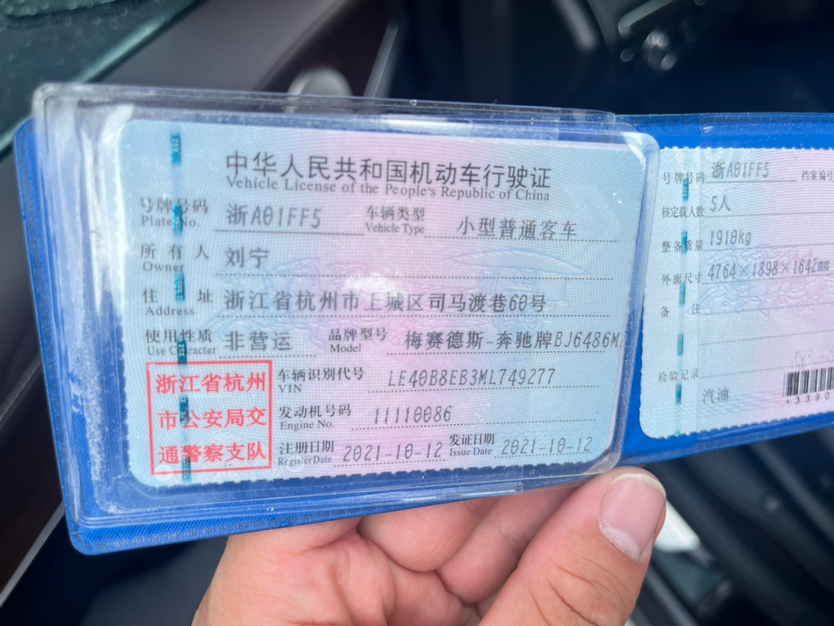 中华人民共和国机动车行驶证
Vehicle License of the People's Republic of China
号牌号码 浙A01FF5 车辆类型 小型普通客车
Plate No. Vehicle Type
所有人 刘宁
Owner
住址 浙江省杭州市上城区司马渡巷60号
Address
使用性质 非营运 品牌型号 梅赛德斯-奔驰牌BJ6486M
Use Character Model
浙江省杭州
市公安局交
通警察支队
车辆识别代号 LE40B8EB3ML749277
VIN
发动机号码 11110086
Engine No.
注册日期 2021-10-12 发证日期 2021-10-12
Register Date Issue Date
号牌号码 浙A01FF5 档案编号
核定载人数 5人
整备质量 1910kg
外廓尺寸 4764×1898×1642mm
备注
检验记录
汽油